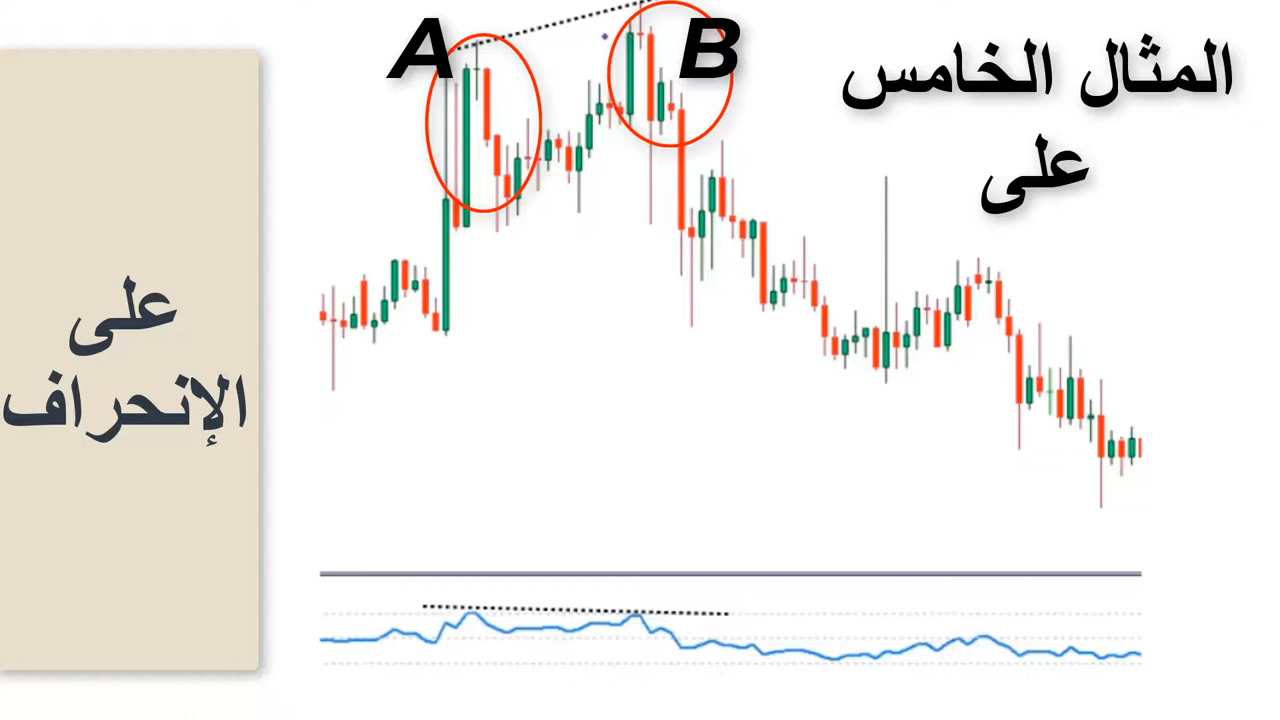 A
B
المثال الخامس
على
على
الإنحراف